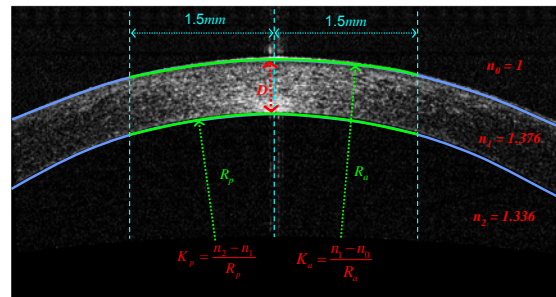 1.5mm 1.5mm
n₀ = 1
D
n₁ = 1.376
Rₚ Rₐ
n₂ = 1.336
Kₚ = (n₂ − n₁)/Rₚ Kₐ = (n₁ − n₀)/Rₐ